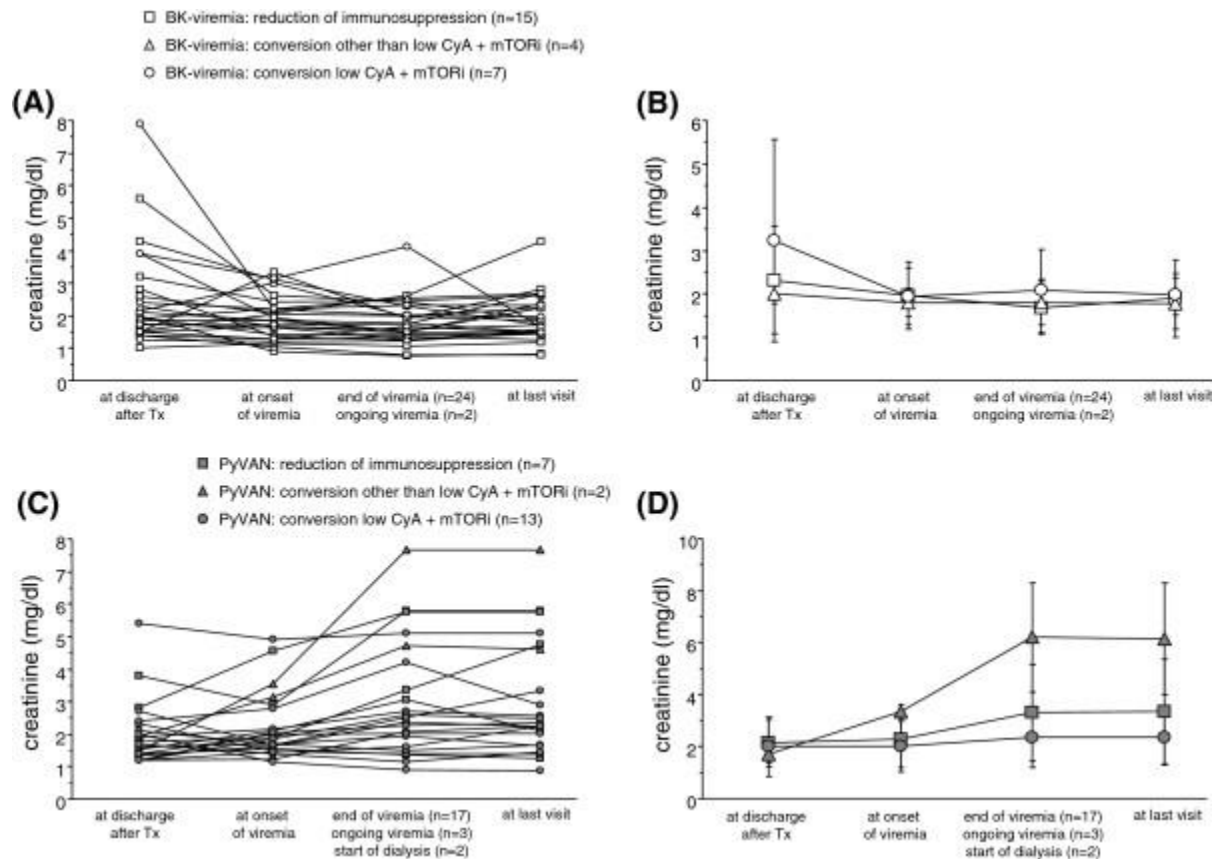 BK-viremia: reduction of immunosuppression (n=15)
BK-viremia: conversion other than low CyA + mTORi (n=4)
BK-viremia: conversion low CyA + mTORi (n=7)
(A)
creatinine (mg/dl)
8
7
6
5
4
3
2
1
0
at discharge
after Tx
at onset
of viremia
end of viremia (n=24)
ongoing viremia (n=2)
at last visit
(B)
creatinine (mg/dl)
6
5
4
3
2
1
0
at discharge
after Tx
at onset
of viremia
end of viremia (n=24)
ongoing viremia (n=2)
at last visit
PyVAN: reduction of immunosuppression (n=7)
PyVAN: conversion other than low CyA + mTORi (n=2)
PyVAN: conversion low CyA + mTORi (n=13)
(C)
creatinine (mg/dl)
8
7
6
5
4
3
2
1
0
at discharge
after Tx
at onset
of viremia
end of viremia (n=17)
ongoing viremia (n=3)
start of dialysis (n=2)
at last visit
(D)
creatinine (mg/dl)
10
8
6
4
2
0
at discharge
after Tx
at onset
of viremia
end of viremia (n=17)
ongoing viremia (n=3)
start of dialysis (n=2)
at last visit